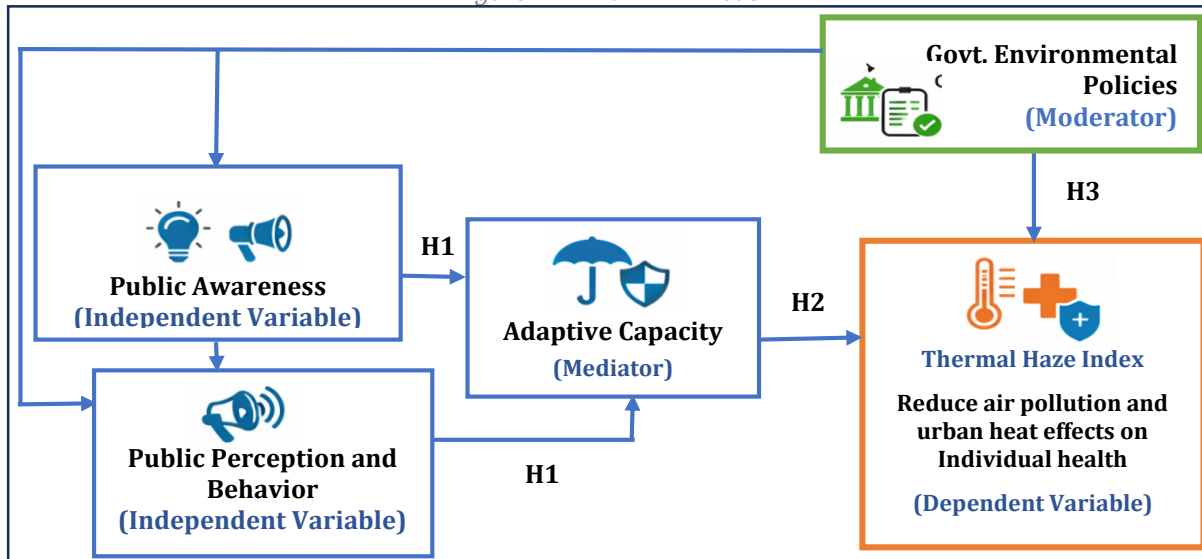 Govt. Environmental
Policies
(Moderator)
H3
Public Awareness
(Independent Variable)
H1
Adaptive Capacity
(Mediator)
H2
Thermal Haze Index
Reduce air pollution and
urban heat effects on
Individual health
(Dependent Variable)
Public Perception and
Behavior
(Independent Variable)
H1